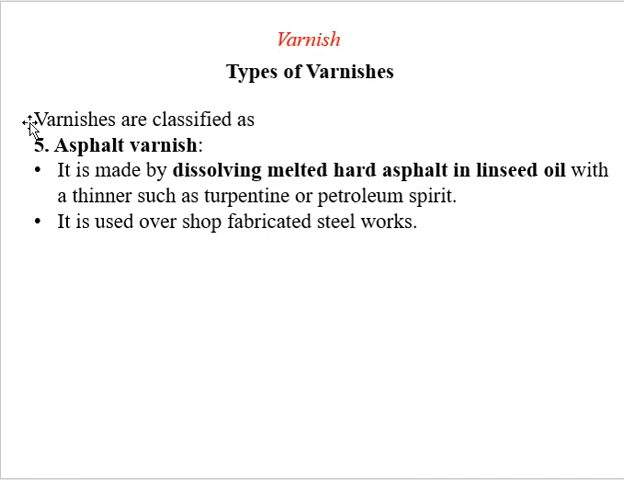 Varnish
Types of Varnishes
Varnishes are classified as
5. Asphalt varnish:
• It is made by dissolving melted hard asphalt in linseed oil with
a thinner such as turpentine or petroleum spirit.
• It is used over shop fabricated steel works.